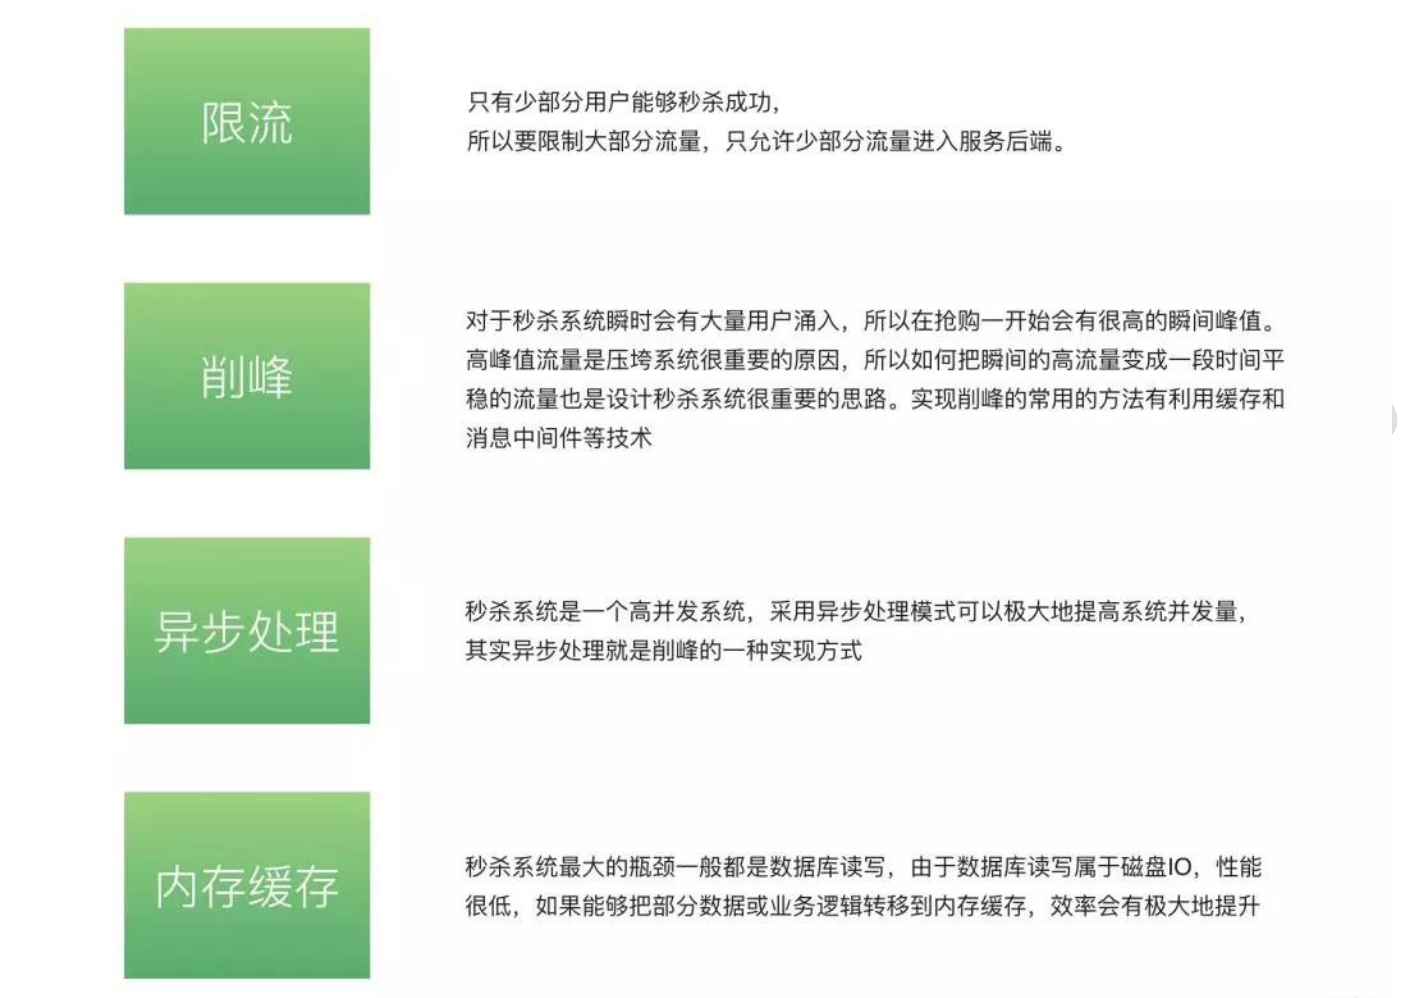 限流
只有少部分用户能够秒杀成功，
所以要限制大部分流量，只允许少部分流量进入服务后端。
削峰
对于秒杀系统瞬时会有大量用户涌入，所以在抢购一开始会有很高的瞬间峰值。
高峰值流量是压垮系统很重要的原因，所以如何把瞬间的高流量变成一段时间平
稳的流量也是设计秒杀系统很重要的思路。实现削峰的常用的方法有利用缓存和
消息中间件等技术
异步处理
秒杀系统是一个高并发系统，采用异步处理模式可以极大地提高系统并发量，
其实异步处理就是削峰的一种实现方式
内存缓存
秒杀系统最大的瓶颈一般都是数据库读写，由于数据库读写属于磁盘IO，性能
很低，如果能够把部分数据或业务逻辑转移到内存缓存，效率会有极大地提升